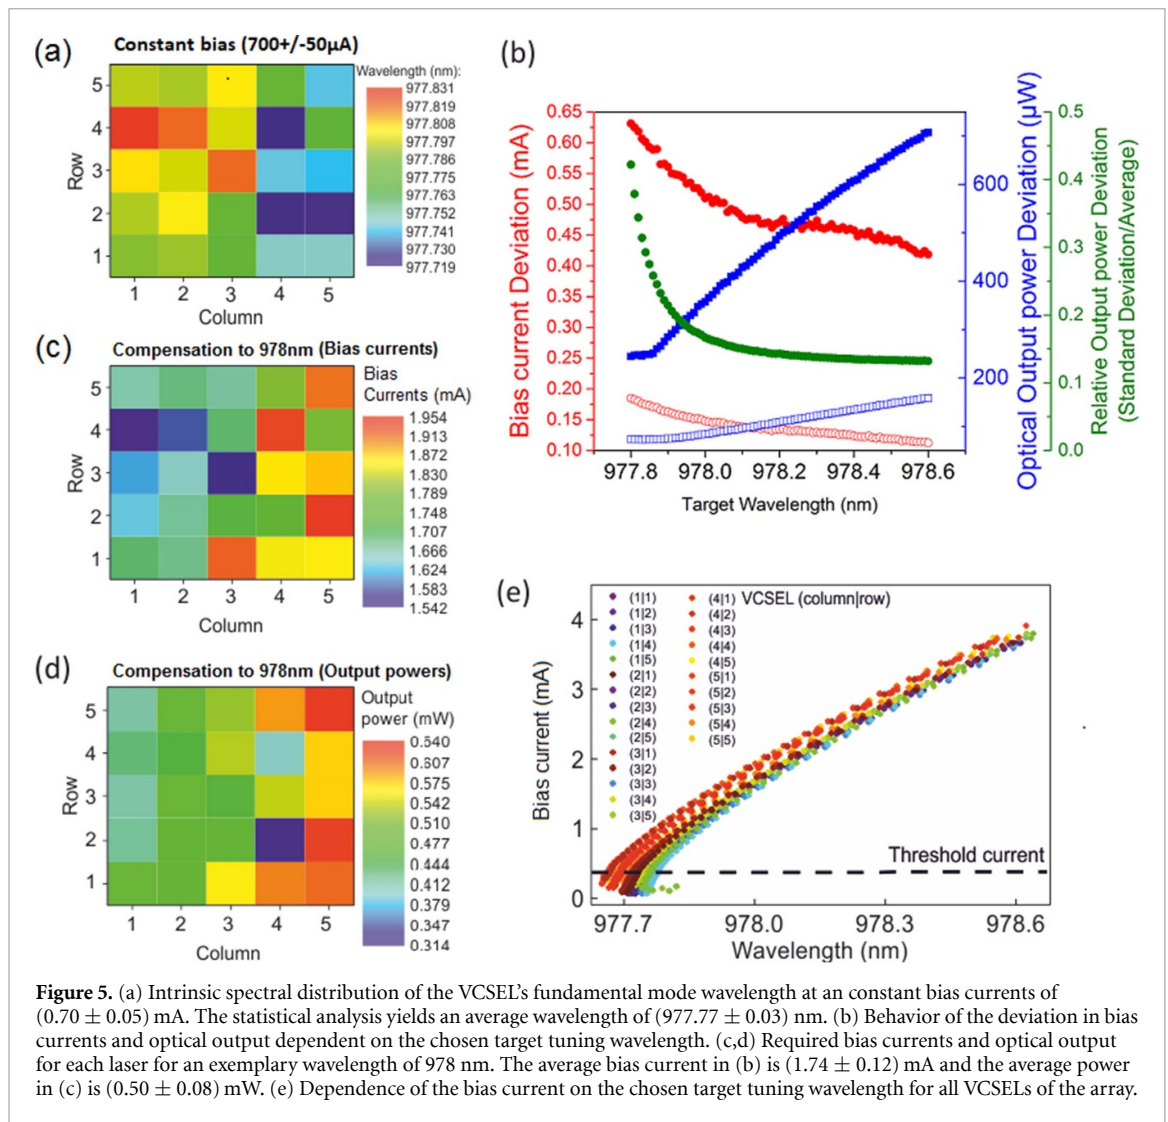 (a)
Constant bias (700+/-50µA)
Wavelength (nm):
977.831
977.819
977.808
977.797
977.786
977.775
977.763
977.752
977.741
977.730
977.719
Row
5
4
3
2
1
1 2 3 4 5
Column
(b)
Bias current Deviation (mA)
0.65
0.60
0.55
0.50
0.45
0.40
0.35
0.30
0.25
0.20
0.15
0.10
977.8 978.0 978.2 978.4 978.6
Target Wavelength (nm)
600
400
200
Optical Output power Deviation (µW)
0.5
0.4
0.3
0.2
0.1
0.0
Relative Output power Deviation
(Standard Deviation/Average)
(c)
Compensation to 978nm (Bias currents)
Bias
Currents (mA)
1.954
1.913
1.872
1.830
1.789
1.748
1.707
1.666
1.624
1.583
1.542
Row
5
4
3
2
1
1 2 3 4 5
Column
(d)
Compensation to 978nm (Output powers)
Output
power (mW)
0.540
0.607
0.575
0.542
0.510
0.477
0.444
0.412
0.379
0.347
0.314
Row
5
4
3
2
1
1 2 3 4 5
Column
(e)
Bias current (mA)
4
3
2
1
0
(1|1)
(1|2)
(1|3)
(1|4)
(1|5)
(2|1)
(2|2)
(2|3)
(2|4)
(2|5)
(3|1)
(3|2)
(3|3)
(3|4)
(3|5)
(4|1)
(4|2)
(4|3)
(4|4)
(4|5)
(5|1)
(5|2)
(5|3)
(5|4)
(5|5)
VCSEL (column|row)
Threshold current
977.7 978.0 978.3 978.6
Wavelength (nm)
Figure 5. (a) Intrinsic spectral distribution of the VCSEL's fundamental mode wavelength at an constant bias currents of
(0.70 ± 0.05) mA. The statistical analysis yields an average wavelength of (977.77 ± 0.03) nm. (b) Behavior of the deviation in bias
currents and optical output dependent on the chosen target tuning wavelength. (c,d) Required bias currents and optical output
for each laser for an exemplary wavelength of 978 nm. The average bias current in (b) is (1.74 ± 0.12) mA and the average power
in (c) is (0.50 ± 0.08) mW. (e) Dependence of the bias current on the chosen target tuning wavelength for all VCSELs of the array.